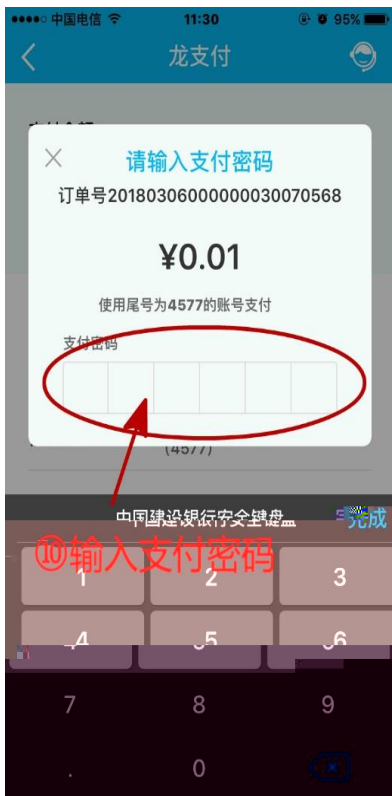 中国电信
11:30
95%
龙支付
请输入支付密码
订单号20180306000000030070568
¥0.01
使用尾号为4577的账号支付
支付密码
(4577)
中国建设银行安全键盘
完成
⑩输入支付密码
1 2 3
4 5 6
7 8 9
. 0